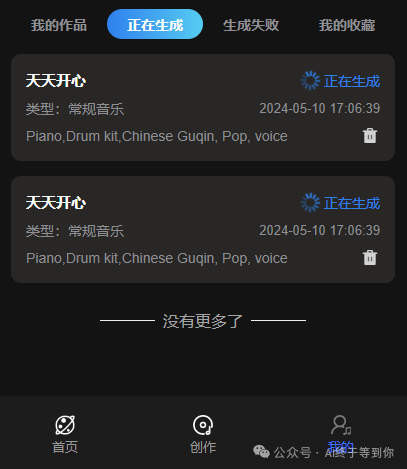 我的作品 正在生成 生成失败 我的收藏
天天开心 正在生成
类型：常规音乐 2024-05-10 17:06:39
Piano,Drum kit,Chinese Guqin, Pop, voice
天天开心 正在生成
类型：常规音乐 2024-05-10 17:06:39
Piano,Drum kit,Chinese Guqin, Pop, voice
没有更多了
首页 创作 我的
公众号 · AI终于等到你